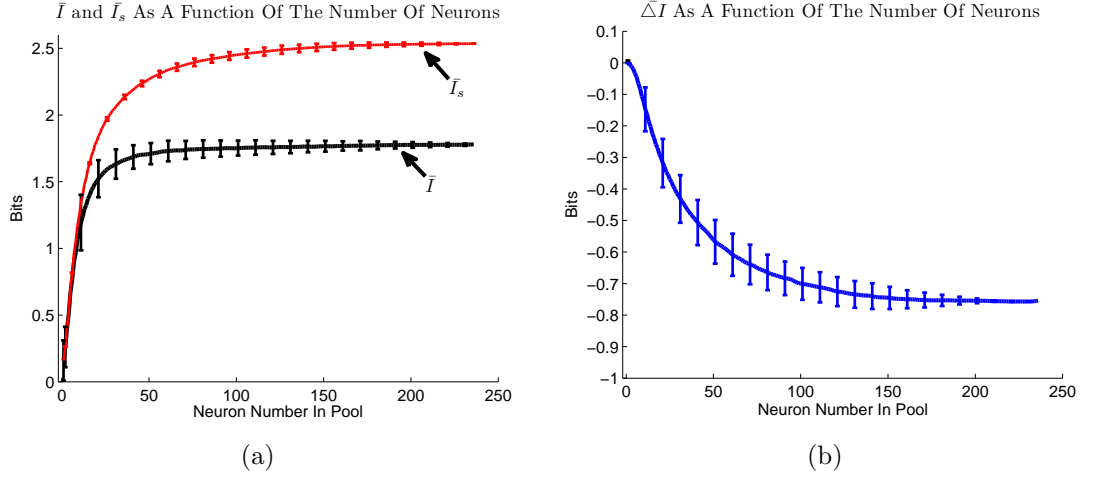 Ī and Īₛ As A Function Of The Number Of Neurons
2.5
2
1.5
1
0.5
0
Bits
0 50 100 150 200 250
Neuron Number In Pool
Īₛ
Ī
(a)
△̄I As A Function Of The Number Of Neurons
0.1
0
−0.1
−0.2
−0.3
−0.4
−0.5
−0.6
−0.7
−0.8
−0.9
−1
Bits
0 50 100 150 200 250
Neuron Number In Pool
(b)